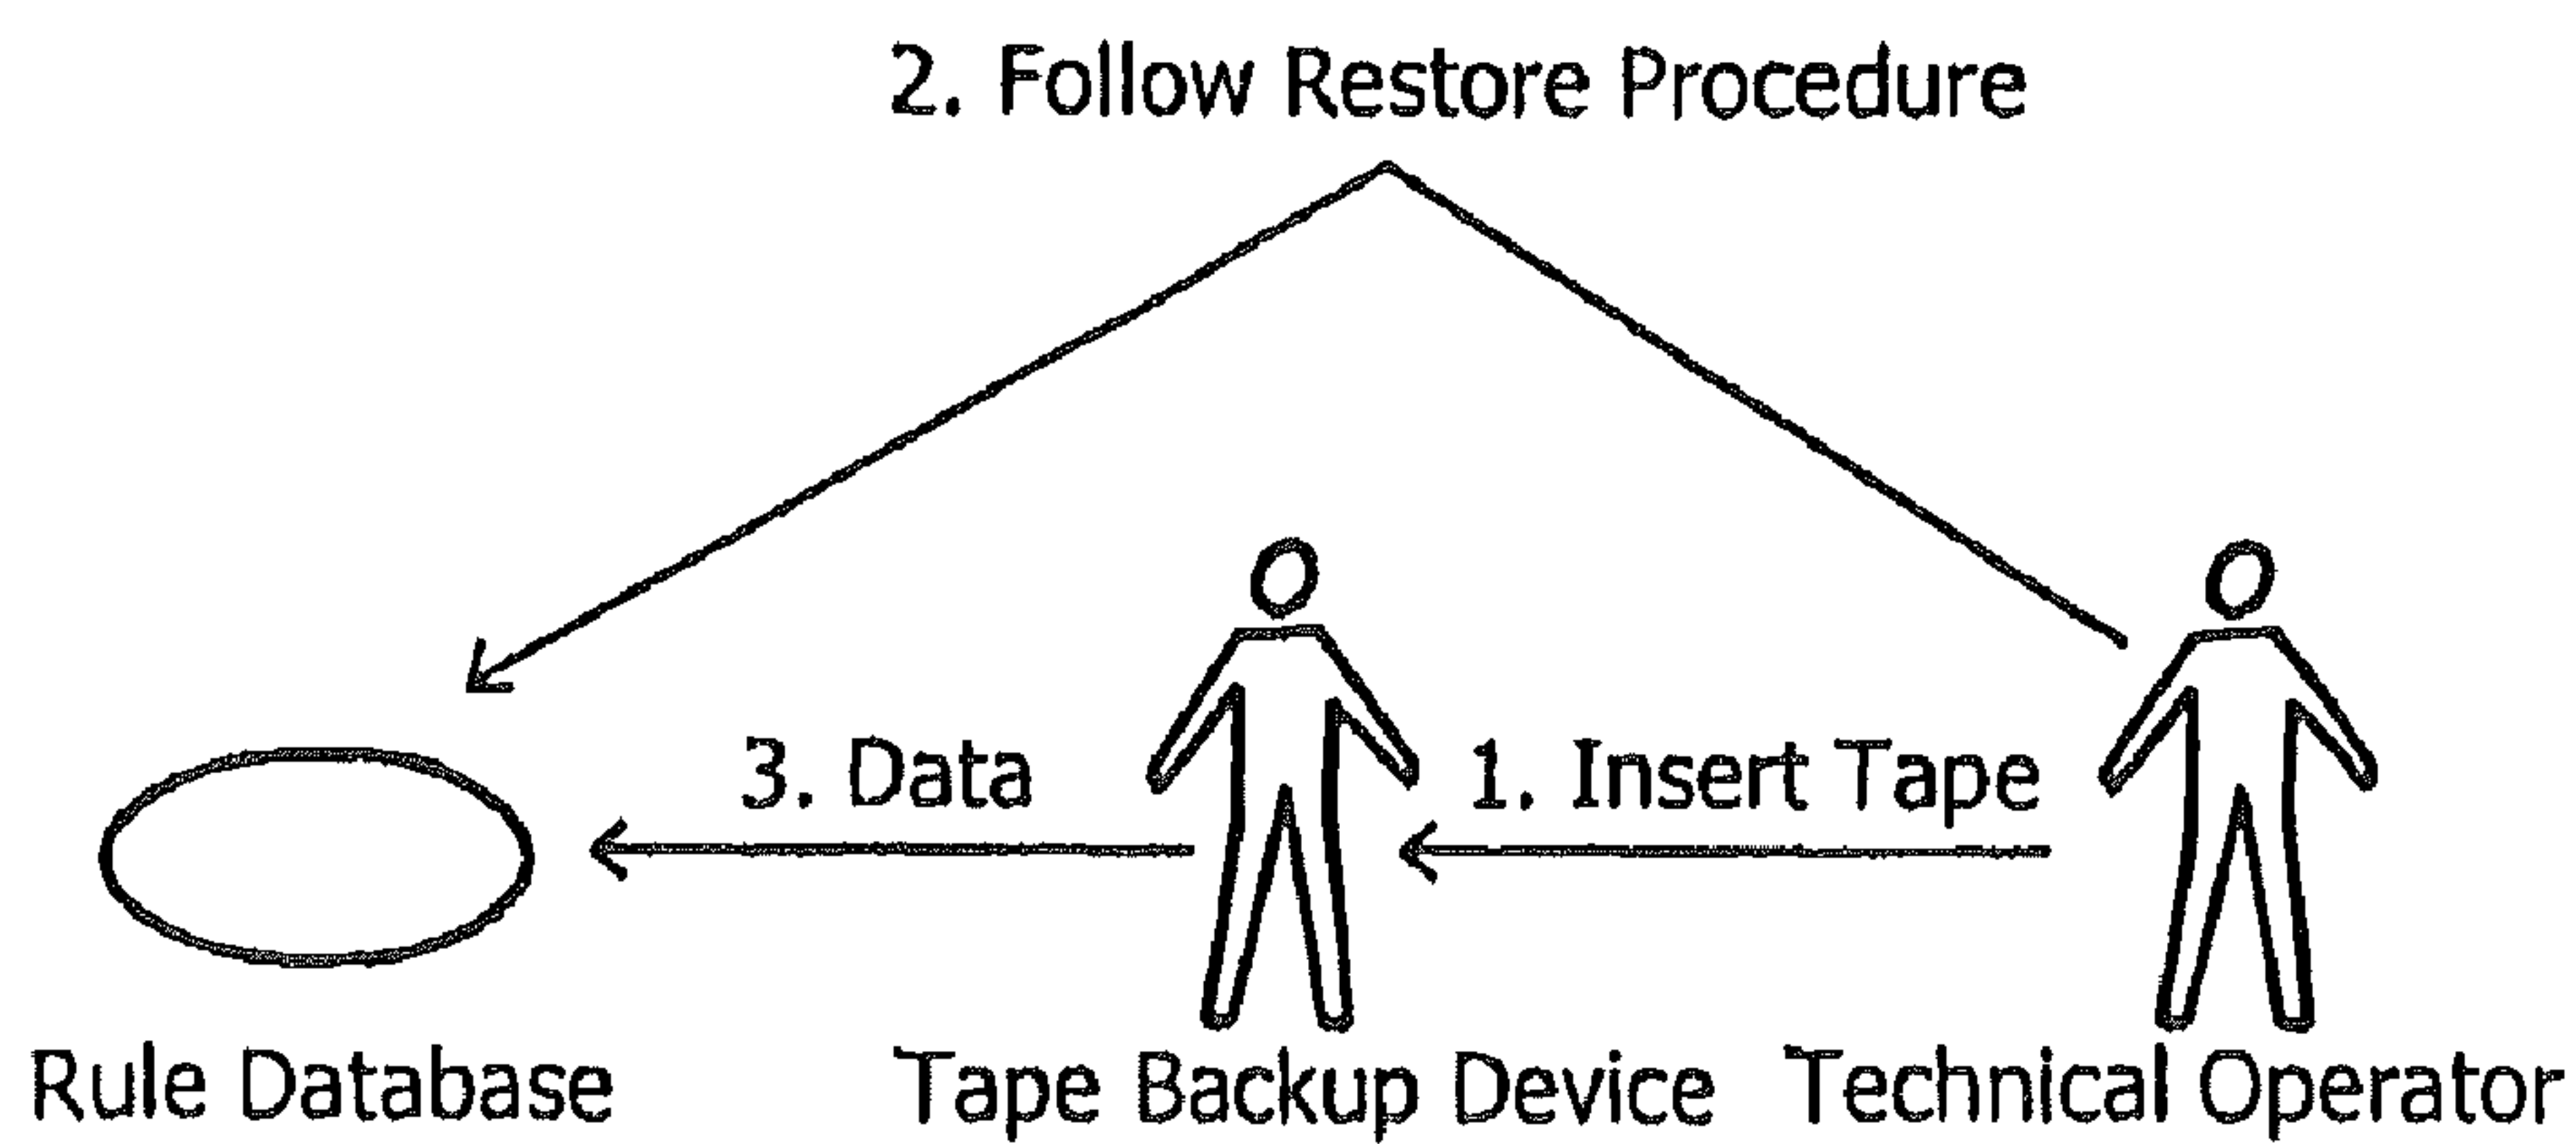 2. Follow Restore Procedure
3. Data
1. Insert Tape
Rule Database
Tape Backup Device
Technical Operator